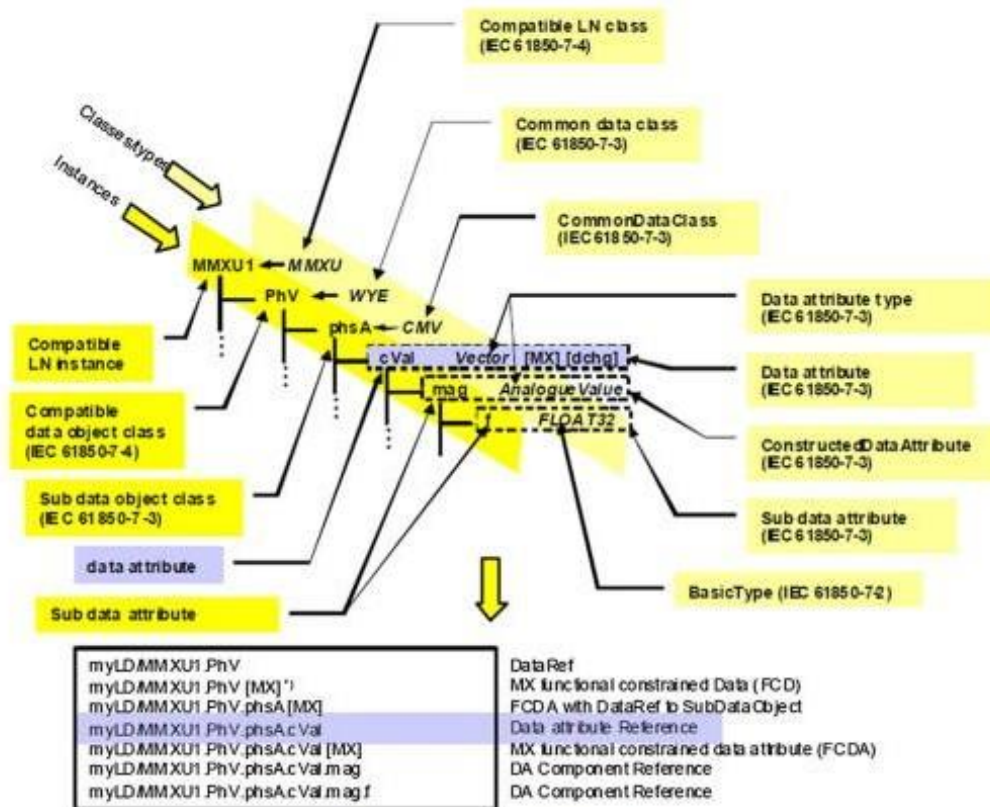 Compatible LN class
(IEC 61850-7-4)
Common data class
(IEC 61850-7-3)
Classes/types
Instances
CommonDataClass
(IEC 61850-7-3)
MMXU1 MMXU
PhV WYE
phsA CMV
Data attribute type
(IEC 61850-7-3)
Compatible
LN instance
cVal Vector [MX] [dchg]
Data attribute
(IEC 61850-7-3)
mag AnalogueValue
Compatible
data object class
(IEC 61850-7-4)
f FLOAT32
ConstructedDataAttribute
(IEC 61850-7-3)
Sub data object class
(IEC 61850-7-3)
Sub data attribute
(IEC 61850-7-3)
data attribute
BasicType (IEC 61850-7-2)
Sub data attribute
myLD/MMXU1.PhV DataRef
myLD/MMXU1.PhV [MX]*) MX functional constrained Data (FCD)
myLD/MMXU1.PhV.phsA [MX] FCDA with DataRef to SubDataObject
myLD/MMXU1.PhV.phsA.cVal Data attribute Reference
myLD/MMXU1.PhV.phsA.cVal [MX] MX functional constrained data attribute (FCDA)
myLD/MMXU1.PhV.phsA.cVal.mag DA Component Reference
myLD/MMXU1.PhV.phsA.cVal.mag.f DA Component Reference